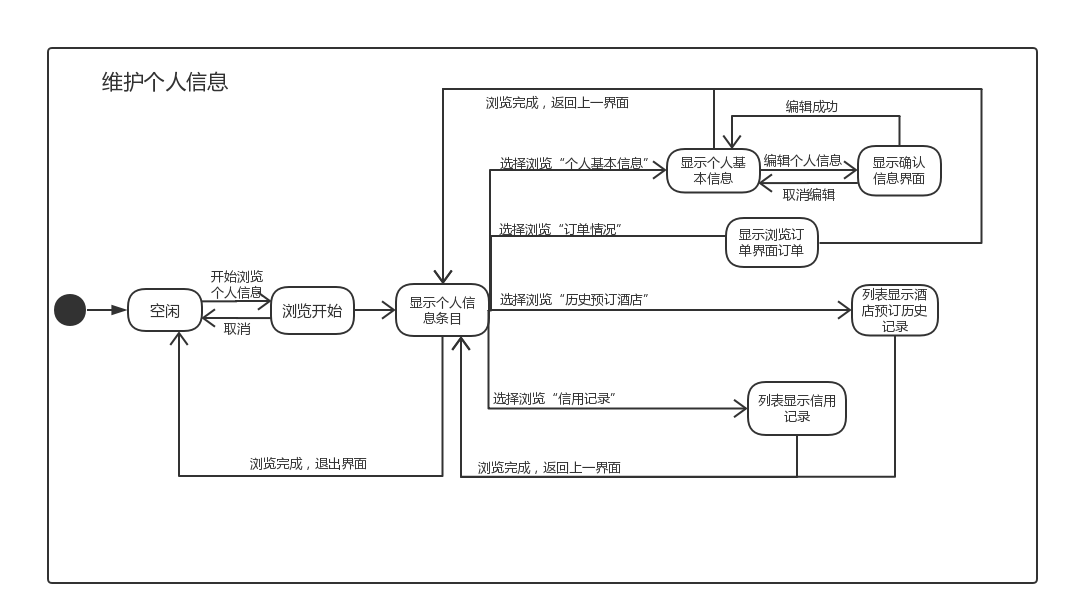 维护个人信息
浏览完成，返回上一界面
编辑成功
选择浏览“个人基本信息”
显示个人基
本信息
编辑个人信息
取消编辑
显示确认
信息界面
选择浏览“订单情况”
显示浏览订
单界面订单
开始浏览
个人信息
空闲
取消
浏览开始
显示个人信
息条目
选择浏览“历史预订酒店”
列表显示酒
店预订历史
记录
选择浏览“信用记录”
列表显示信用
记录
浏览完成，退出界面
浏览完成，返回上一界面